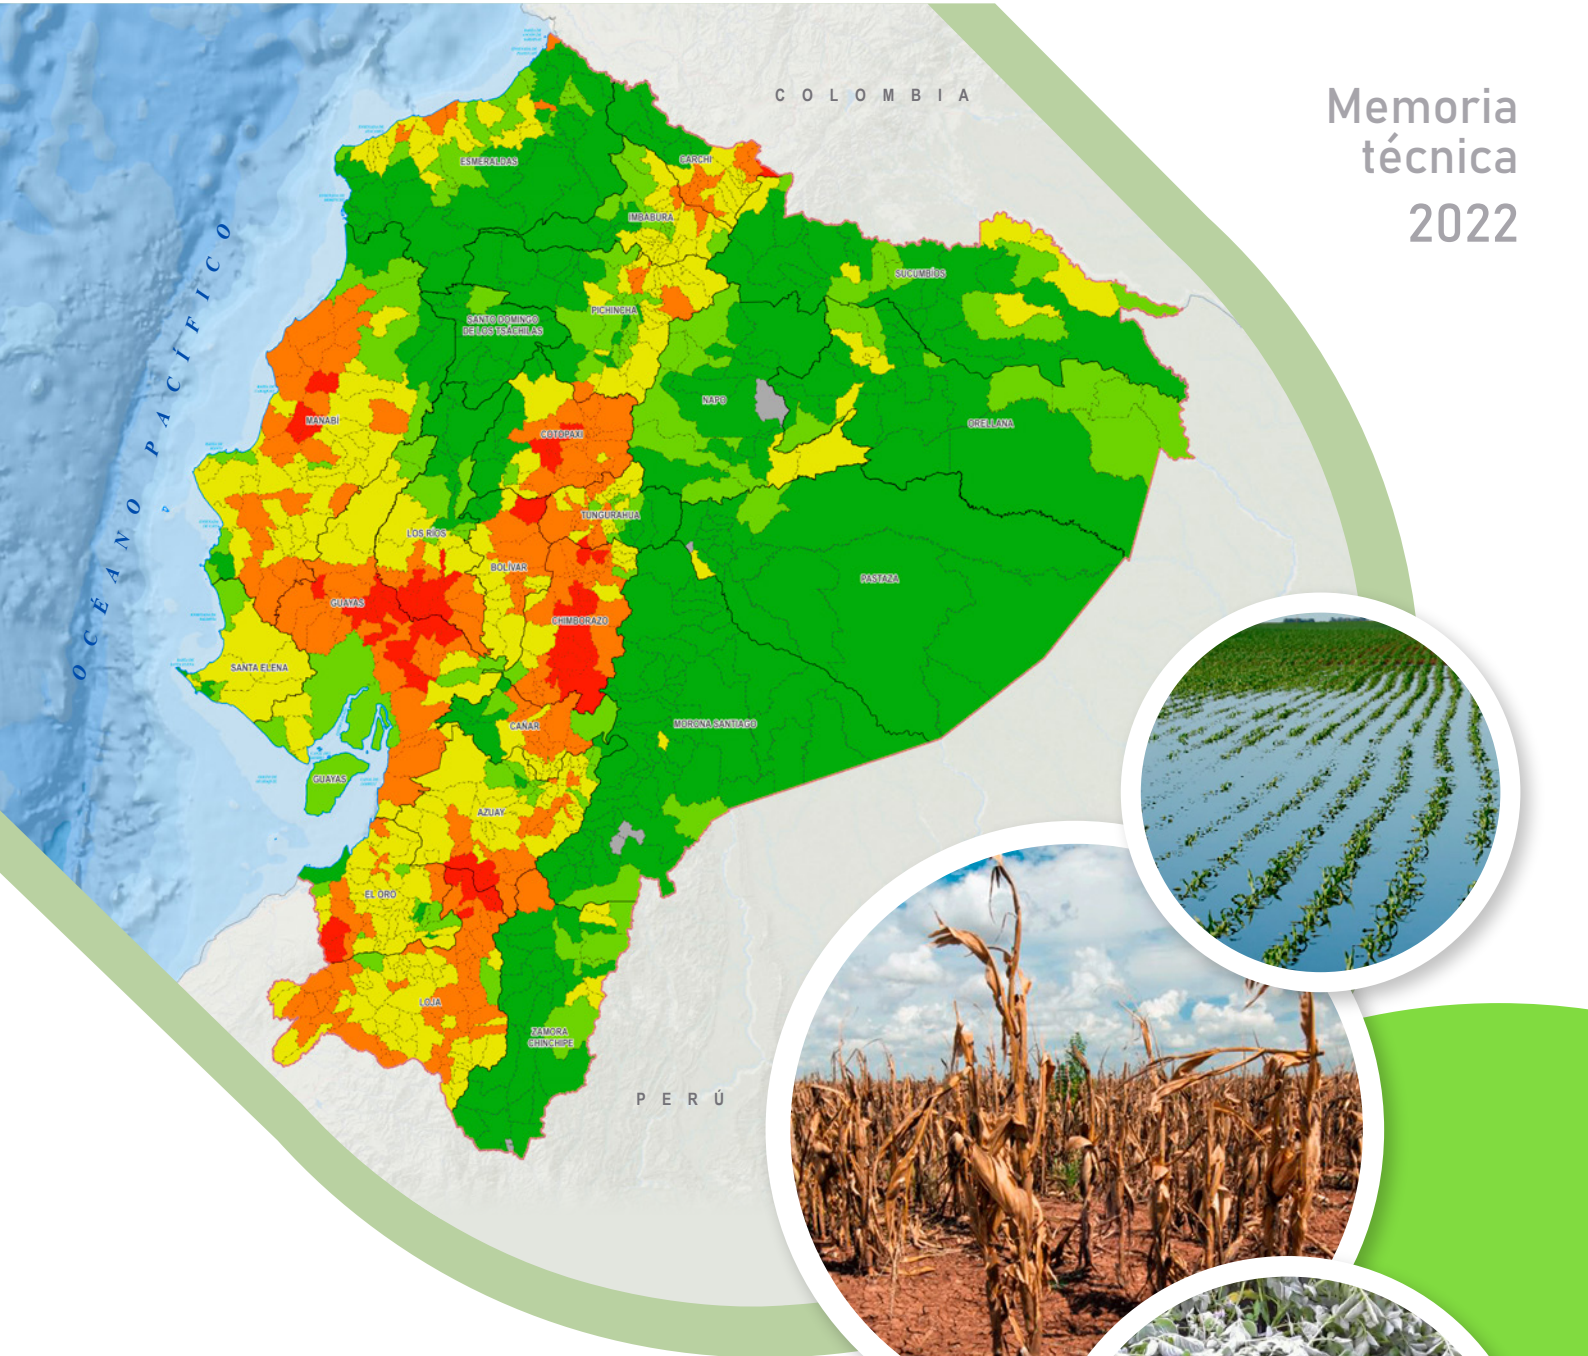 Memoria
técnica
2022
COLOMBIA
OCÉANO PACÍFICO
ESMERALDAS
CARCHI
IMBABURA
SUCUMBÍOS
PICHINCHA
SANTO DOMINGO
DE LOS TSÁCHILAS
NAPO
MANABÍ
ORELLANA
COTOPAXI
TUNGURAHUA
LOS RÍOS
BOLÍVAR
PASTAZA
GUAYAS
CHIMBORAZO
SANTA ELENA
MORONA SANTIAGO
CAÑAR
GUAYAS
AZUAY
EL ORO
LOJA
ZAMORA
CHINCHIPE
PERÚ